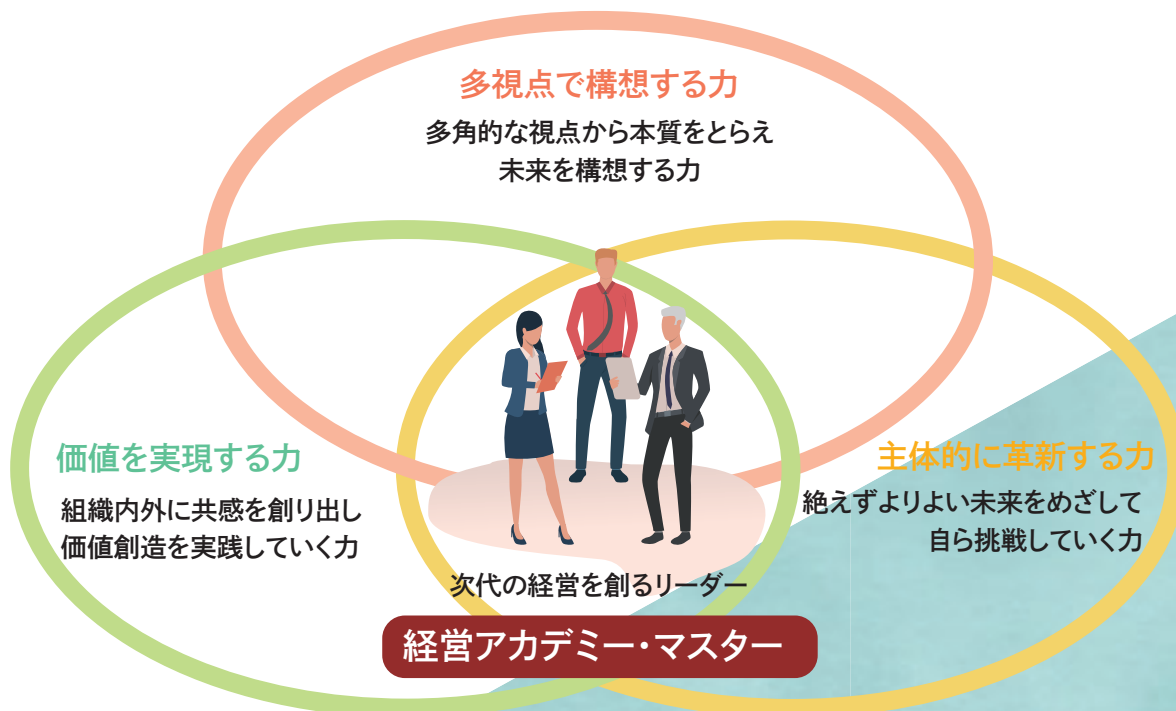 多視点で構想する力
多角的な視点から本質をとらえ
未来を構想する力
価値を実現する力
組織内外に共感を創り出し
価値創造を実践していく力
主体的に革新する力
絶えずよりよい未来をめざして
自ら挑戦していく力
次代の経営を創るリーダー
経営アカデミー・マスター